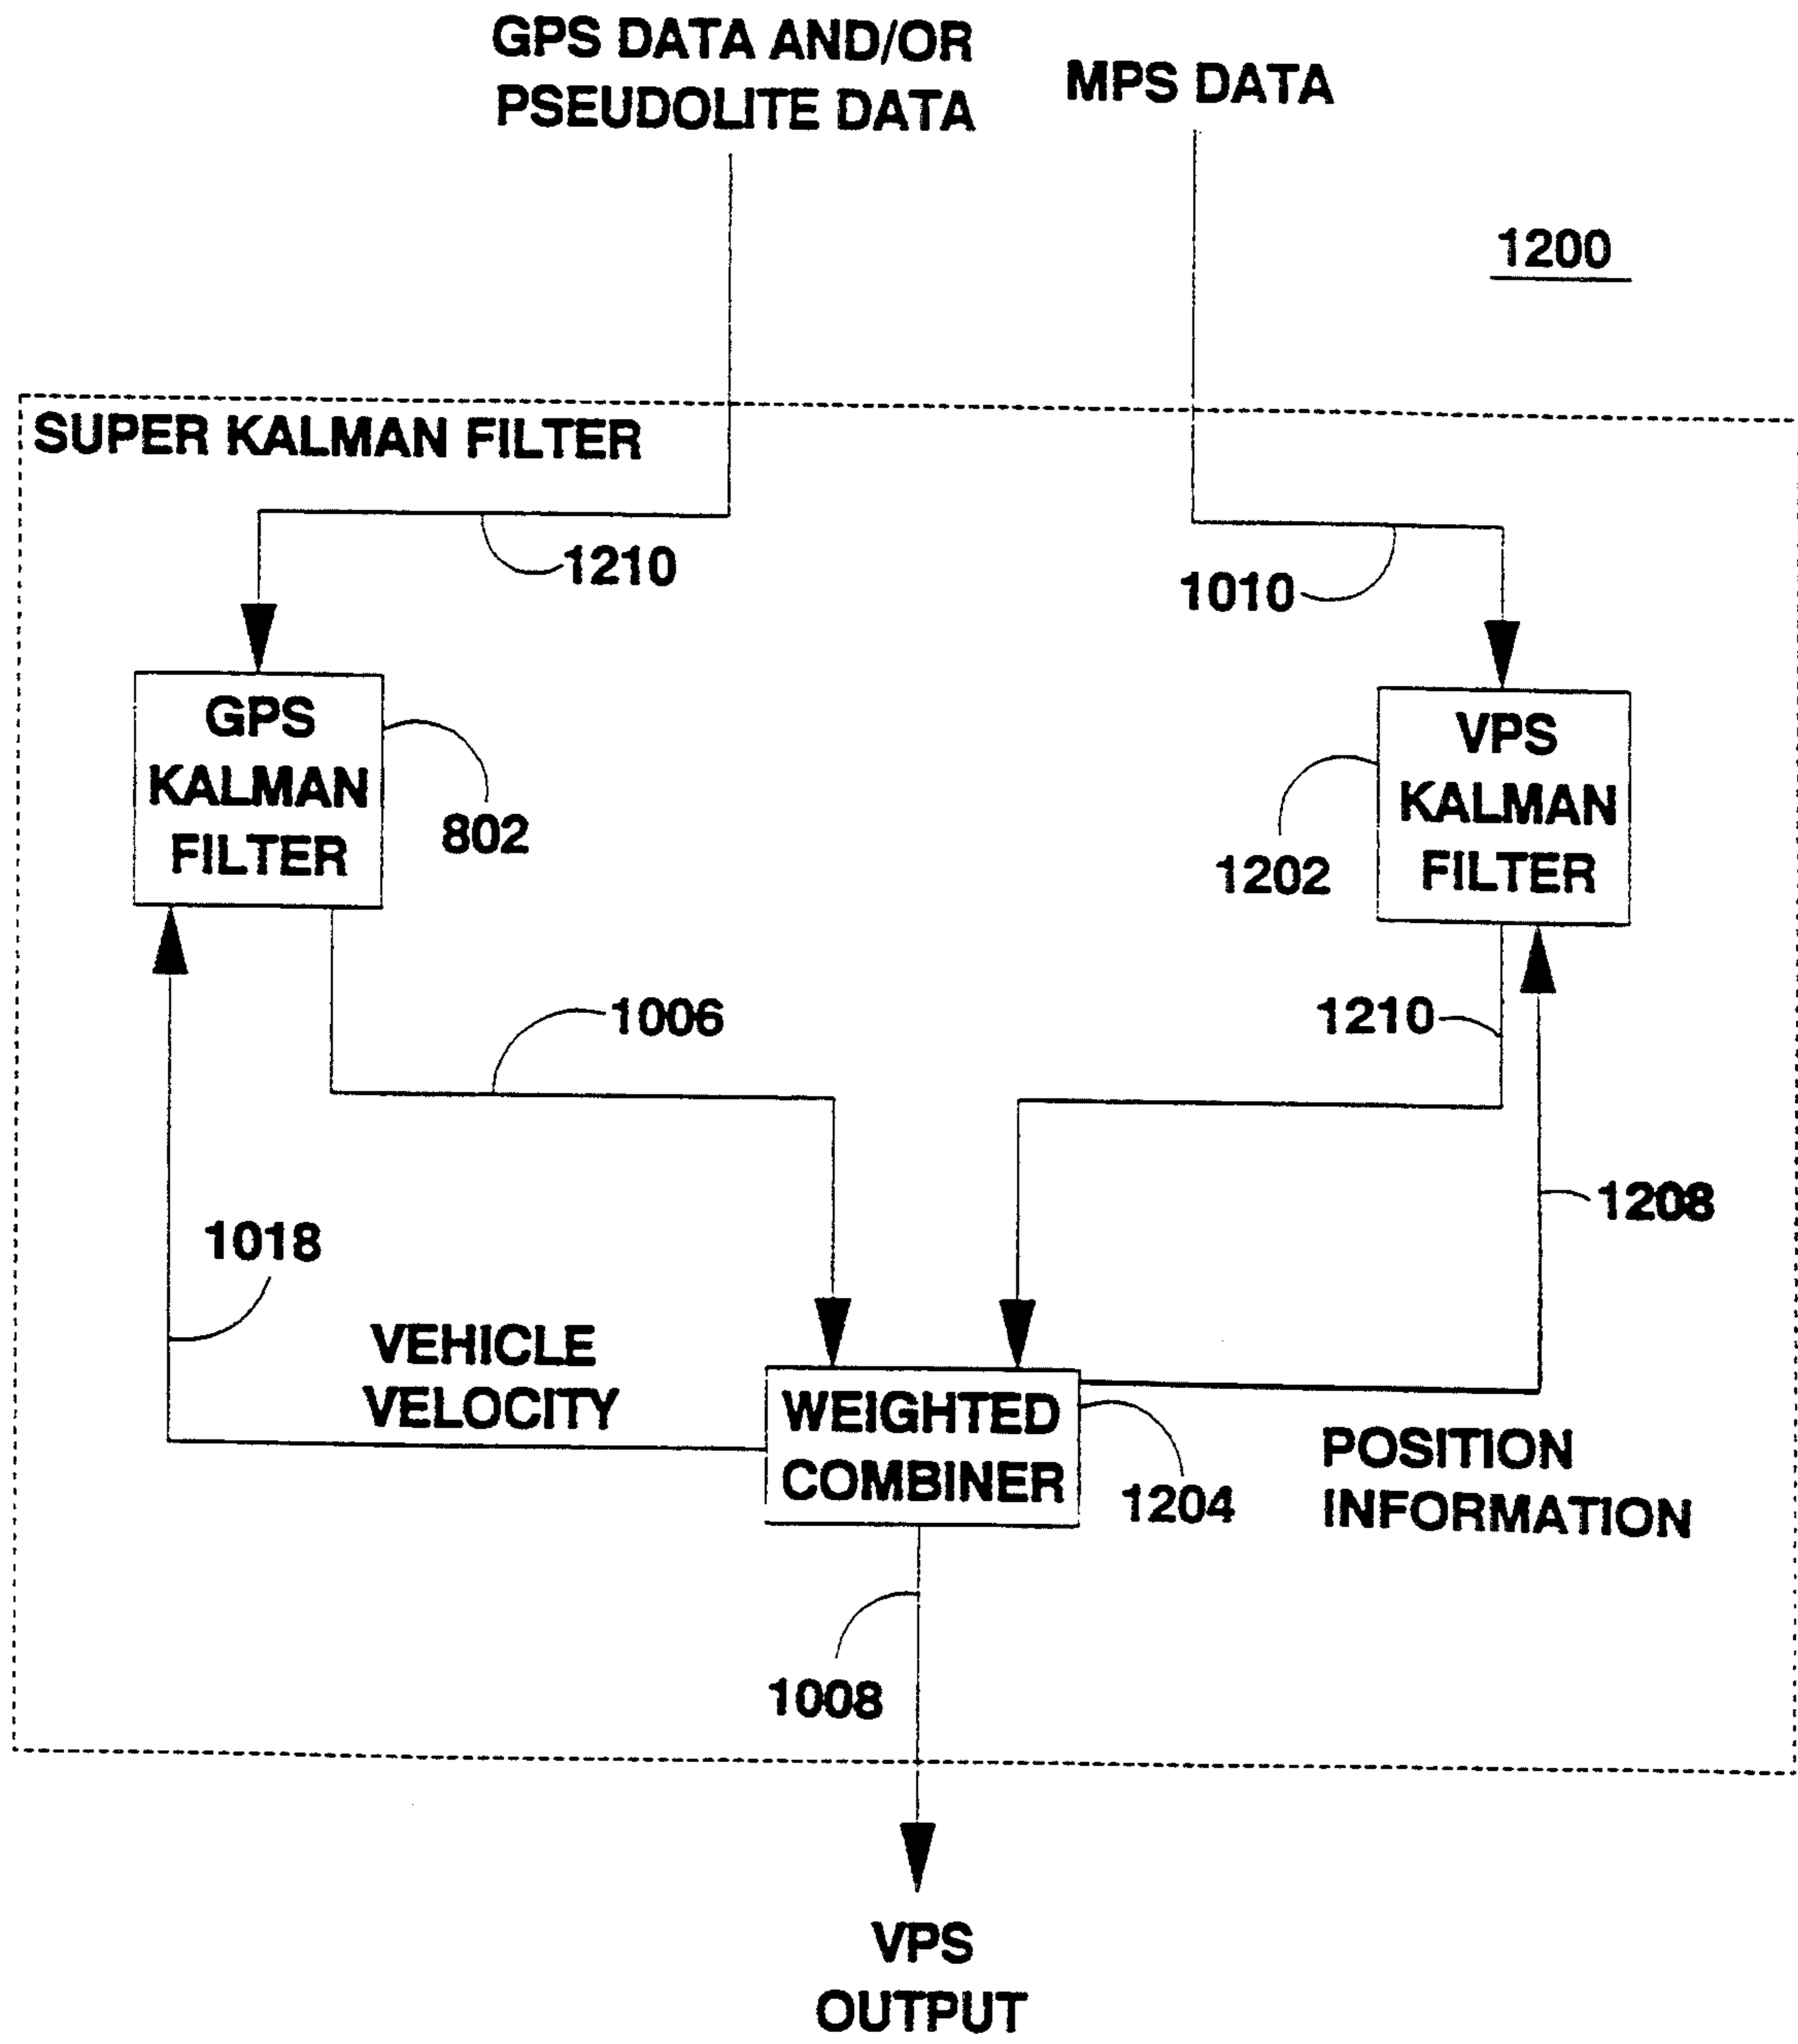 GPS DATA AND/OR
PSEUDOLITE DATA
MPS DATA
1200
SUPER KALMAN FILTER
1210
1010
GPS
KALMAN
FILTER
802
VPS
KALMAN
FILTER
1202
1006
1210
1208
1018
VEHICLE
VELOCITY
WEIGHTED
COMBINER
1204
POSITION
INFORMATION
1008
VPS
OUTPUT